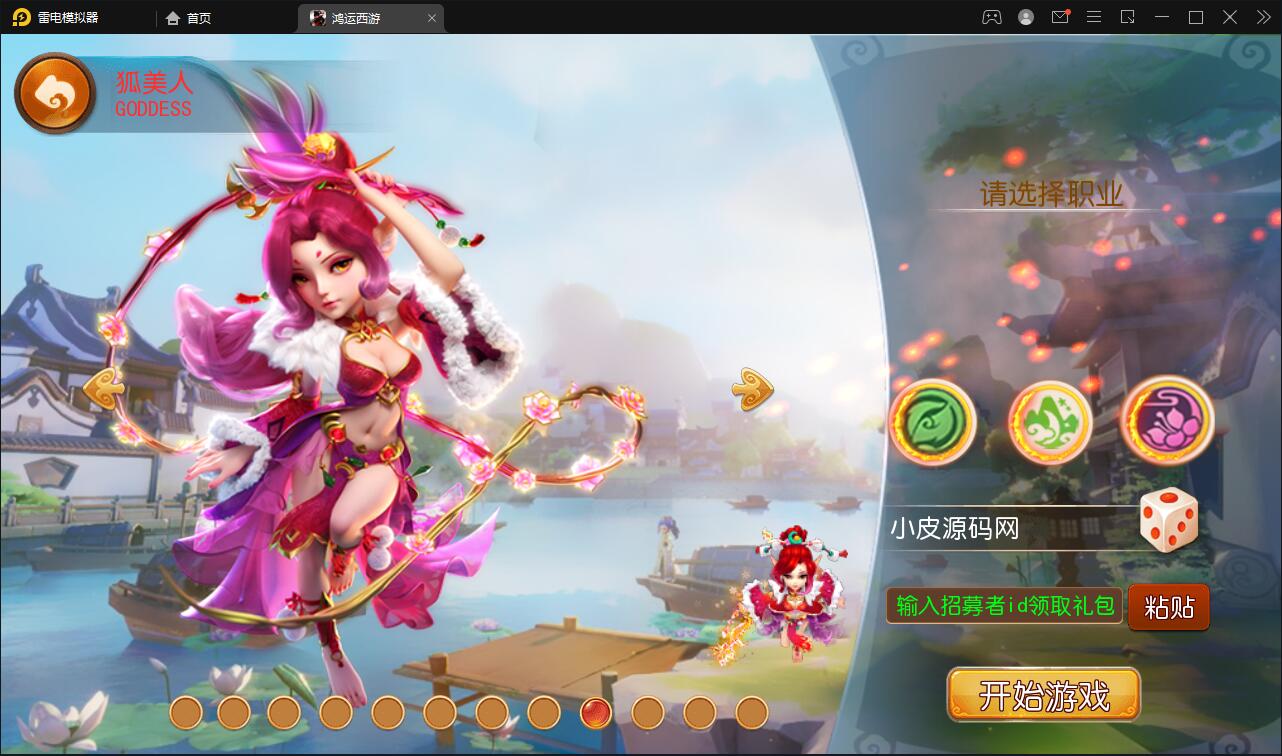 雷电模拟器
首页
鸿运西游
狐美人
GODDESS
请选择职业
小皮源码网
输入招募者id领取礼包
粘贴
开始游戏